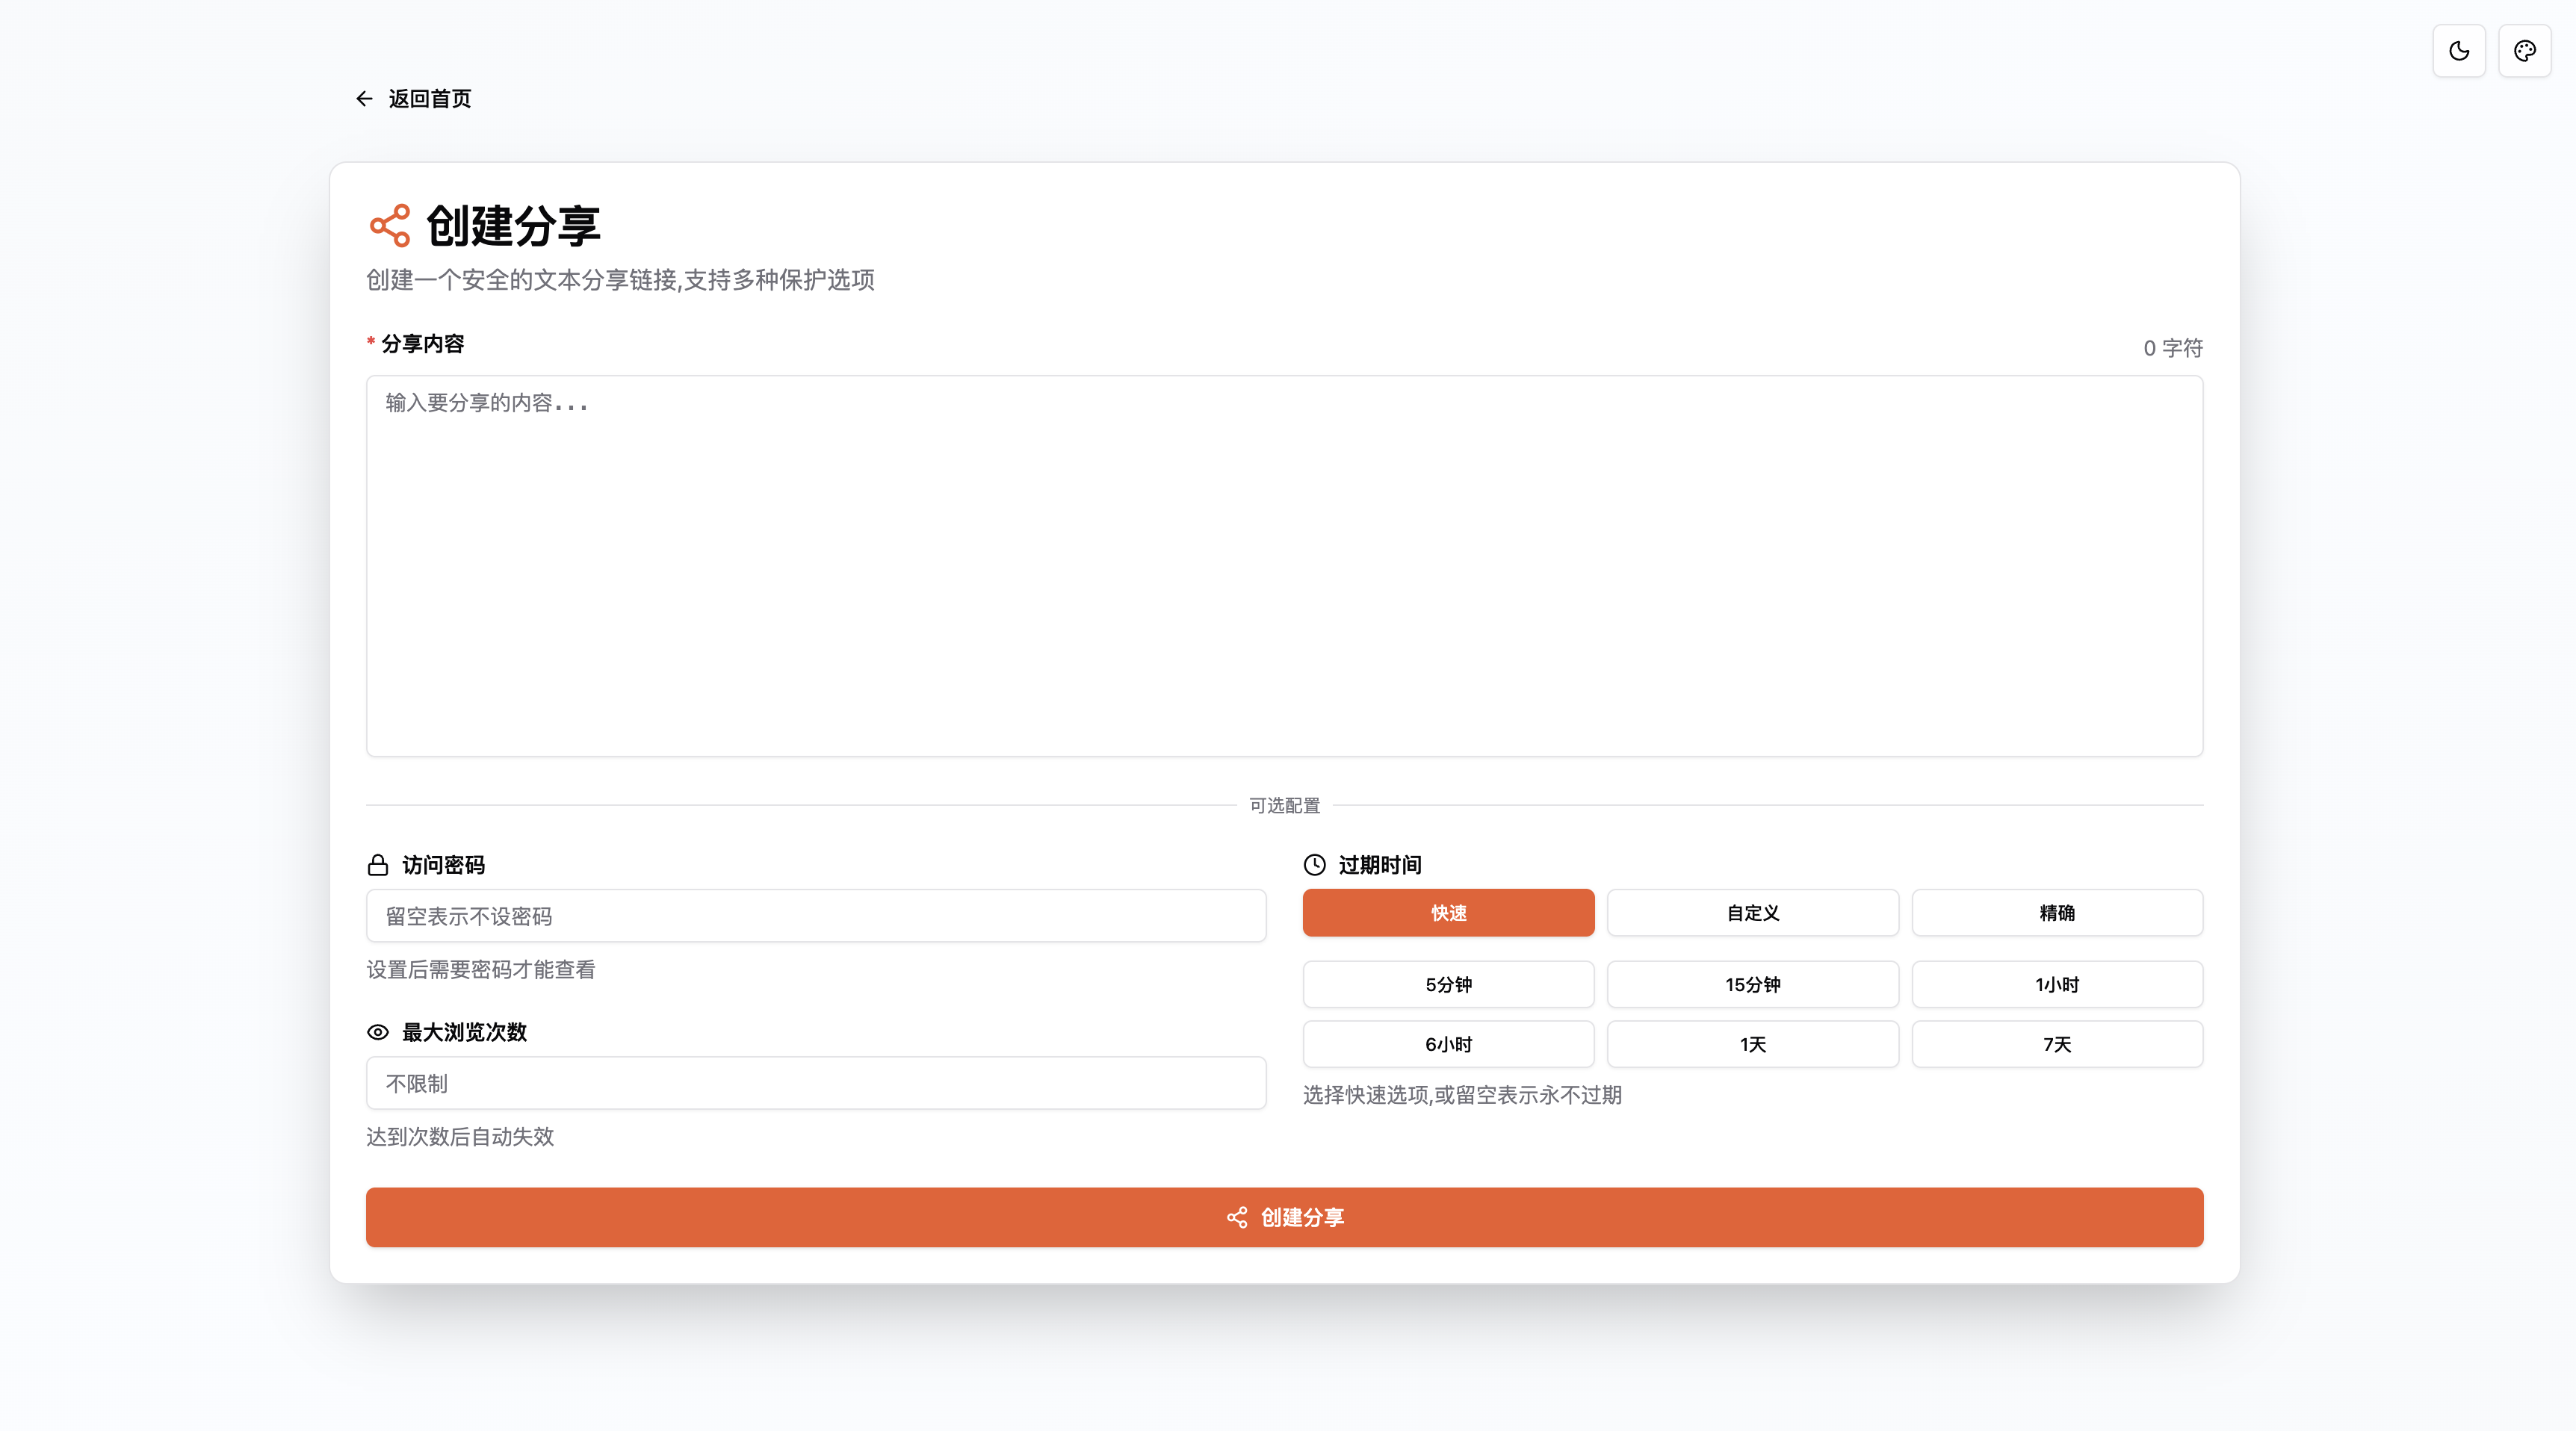 返回首页
创建分享
创建一个安全的文本分享链接,支持多种保护选项
* 分享内容
0 字符
输入要分享的内容...
可选配置
访问密码
留空表示不设密码
设置后需要密码才能查看
最大浏览次数
不限制
达到次数后自动失效
过期时间
快速 自定义 精确
5分钟 15分钟 1小时
6小时 1天 7天
选择快速选项,或留空表示永不过期
创建分享